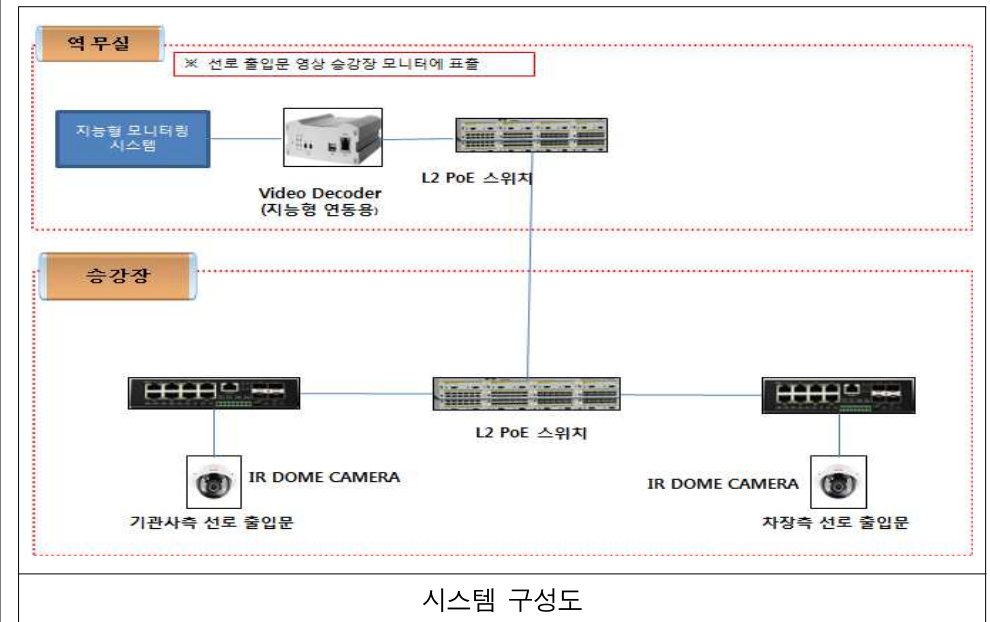 역 무실
※ 선로 출입문 영상 승강장 모니터에 표출
지능형 모니터링
시스템
Video Decoder
(지능형 연동용)
L2 PoE 스위치
승강장
L2 PoE 스위치
IR DOME CAMERA
IR DOME CAMERA
기관사측 선로 출입문
차장측 선로 출입문
시스템 구성도